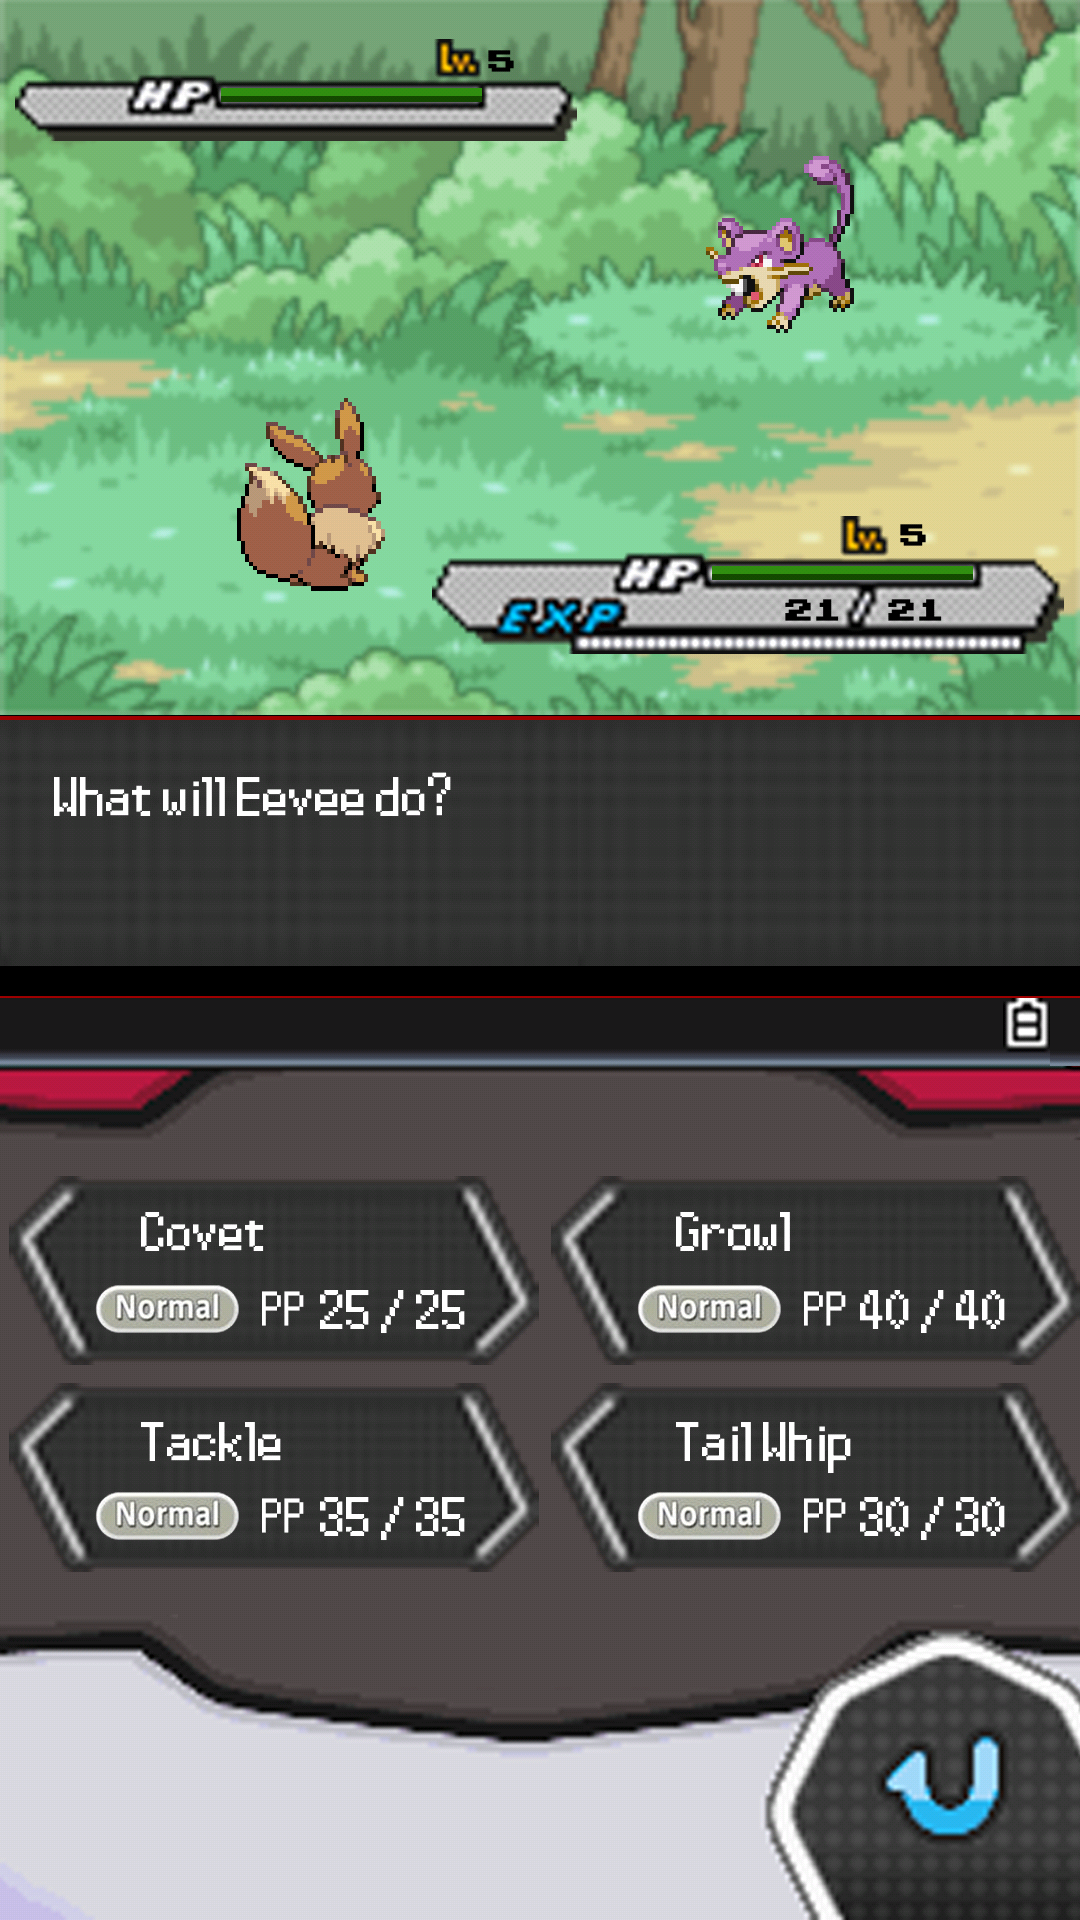 Lv. 5
HP
Lv. 5
HP
EXP 21 / 21
What will Eevee do?
Covet
Normal PP 25 / 25
Growl
Normal PP 40 / 40
Tackle
Normal PP 35 / 35
Tail Whip
Normal PP 30 / 30